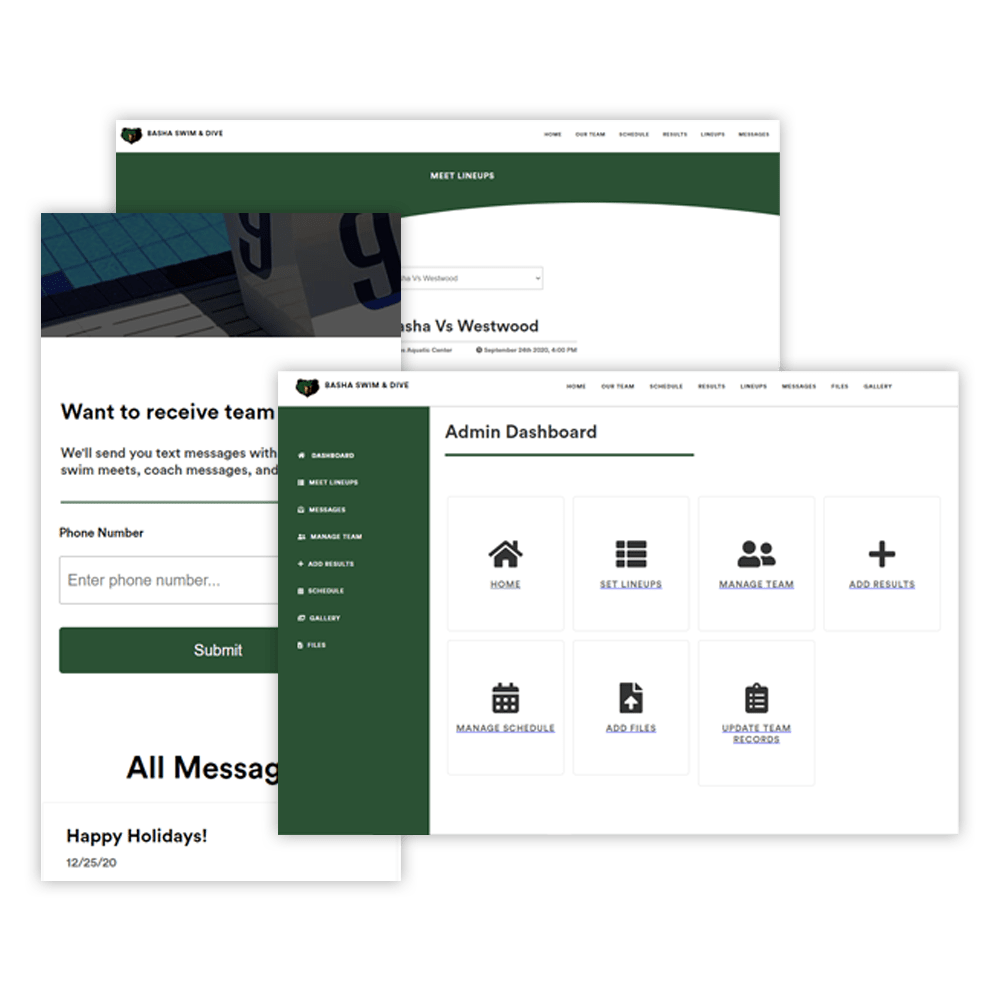 BASHA SWIM & DIVE
HOME OUR TEAM SCHEDULE RESULTS LINEUPS MESSAGES
MEET LINEUPS
Vs Westwood
Vs Westwood
Aquatic Center September 24th 2020, 4:00 PM
9 9
Want to receive team
We'll send you text messages with
swim meets, coach messages, and
Phone Number
Enter phone number...
Submit
All
Happy Holidays!
12/25/20
BASHA SWIM & DIVE
HOME OUR TEAM SCHEDULE RESULTS LINEUPS MESSAGES FILES GALLERY
DASHBOARD
MEET LINEUPS
MESSAGES
MANAGE TEAM
ADD RESULTS
SCHEDULE
GALLERY
FILES
Admin Dashboard
HOME
SET LINEUPS
MANAGE TEAM
ADD RESULTS
MANAGE SCHEDULE
ADD FILES
UPDATE TEAM
RECORDS